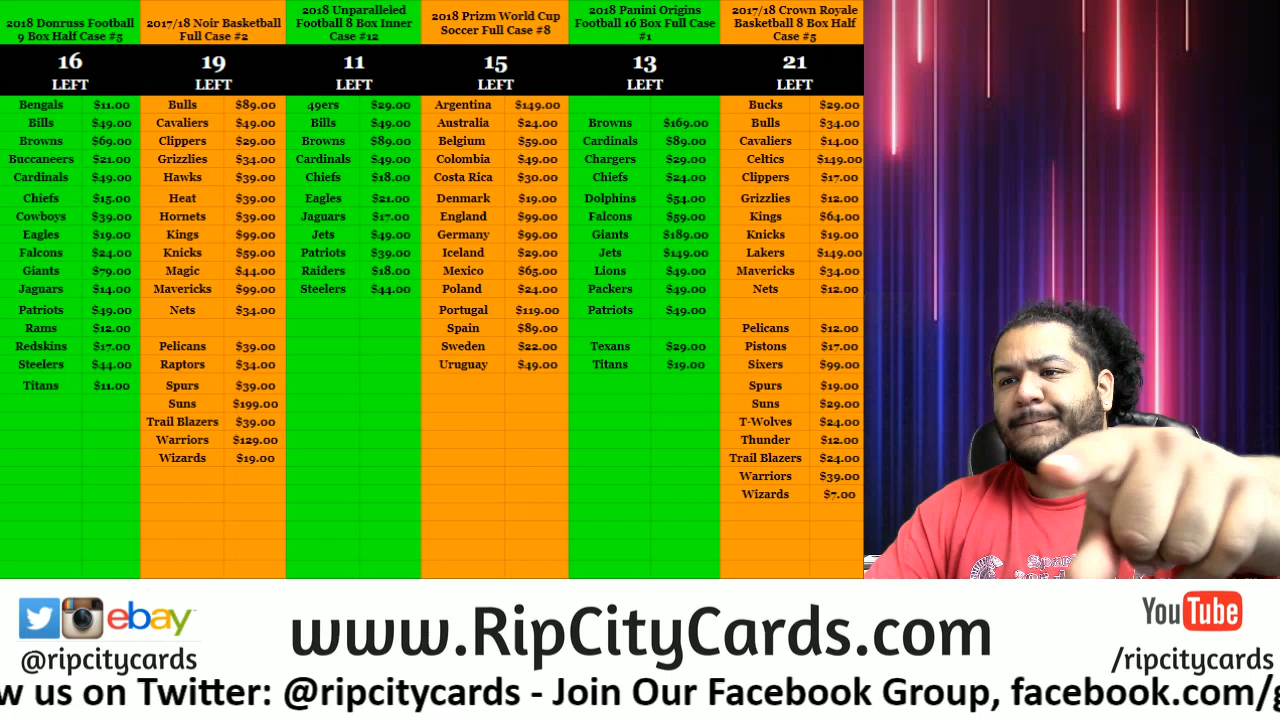 2018 Donruss Football
9 Box Half Case #5
16
LEFT
Bengals $11.00
Bills $49.00
Browns $69.00
Buccaneers $21.00
Cardinals $49.00
Chiefs $15.00
Cowboys $39.00
Eagles $19.00
Falcons $24.00
Giants $79.00
Jaguars $14.00
Patriots $49.00
Rams $12.00
Redskins $17.00
Steelers $44.00
Titans $11.00
2017/18 Noir Basketball
Full Case #2
19
LEFT
Bulls $89.00
Cavaliers $49.00
Clippers $29.00
Grizzlies $34.00
Hawks $39.00
Heat $39.00
Hornets $39.00
Kings $99.00
Knicks $59.00
Magic $44.00
Mavericks $99.00
Nets $34.00
Pelicans $39.00
Raptors $34.00
Spurs $39.00
Suns $199.00
Trail Blazers $39.00
Warriors $129.00
Wizards $19.00
2018 Unparalleled
Football 8 Box Inner
Case #12
11
LEFT
49ers $29.00
Bills $49.00
Browns $89.00
Cardinals $49.00
Chiefs $18.00
Eagles $21.00
Jaguars $17.00
Jets $49.00
Patriots $39.00
Raiders $18.00
Steelers $44.00
2018 Prizm World Cup
Soccer Full Case #8
15
LEFT
Argentina $149.00
Australia $24.00
Belgium $59.00
Colombia $49.00
Costa Rica $30.00
Denmark $19.00
England $99.00
Germany $99.00
Iceland $29.00
Mexico $65.00
Poland $24.00
Portugal $119.00
Spain $89.00
Sweden $22.00
Uruguay $49.00
2018 Panini Origins
Football 16 Box Full Case
#1
13
LEFT
Browns $169.00
Cardinals $89.00
Chargers $29.00
Chiefs $24.00
Dolphins $54.00
Falcons $59.00
Giants $189.00
Jets $149.00
Lions $49.00
Packers $49.00
Patriots $49.00
Texans $29.00
Titans $19.00
2017/18 Crown Royale
Basketball 8 Box Half
Case #5
21
LEFT
Bucks $29.00
Bulls $34.00
Cavaliers $14.00
Celtics $149.00
Clippers $17.00
Grizzlies $12.00
Kings $64.00
Knicks $19.00
Lakers $149.00
Mavericks $34.00
Nets $12.00
Pelicans $12.00
Pistons $17.00
Sixers $99.00
Spurs $19.00
Suns $29.00
T-Wolves $24.00
Thunder $12.00
Trail Blazers $24.00
Warriors $39.00
Wizards $7.00
ebay
@ripcitycards
www.RipCityCards.com
YouTube
/ripcitycards
w us on Twitter: @ripcitycards - Join Our Facebook Group, facebook.com/g